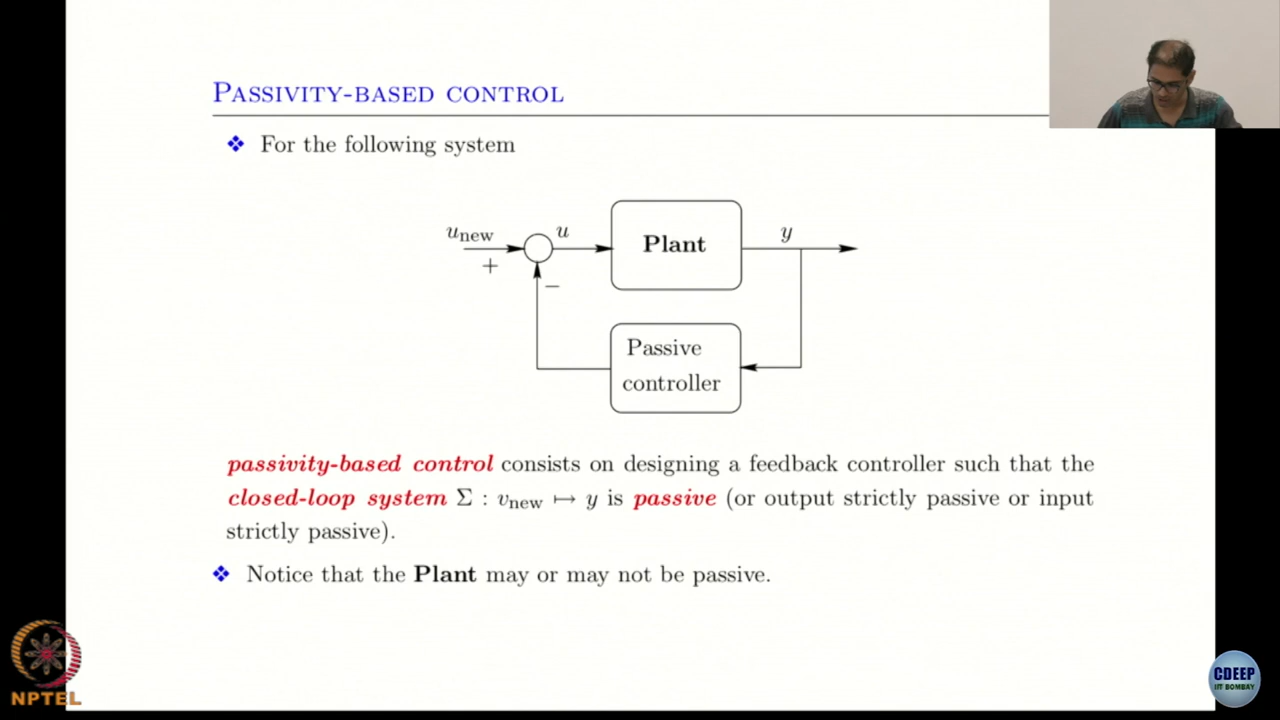 PASSIVITY-BASED CONTROL
❖ For the following system
u_new
u
y
+
−
Plant
Passive
controller
passivity-based control consists on designing a feedback controller such that the
closed-loop system Σ : v_new ↦ y is passive (or output strictly passive or input
strictly passive).
❖ Notice that the Plant may or may not be passive.
NPTEL
CDEEP
IIT BOMBAY